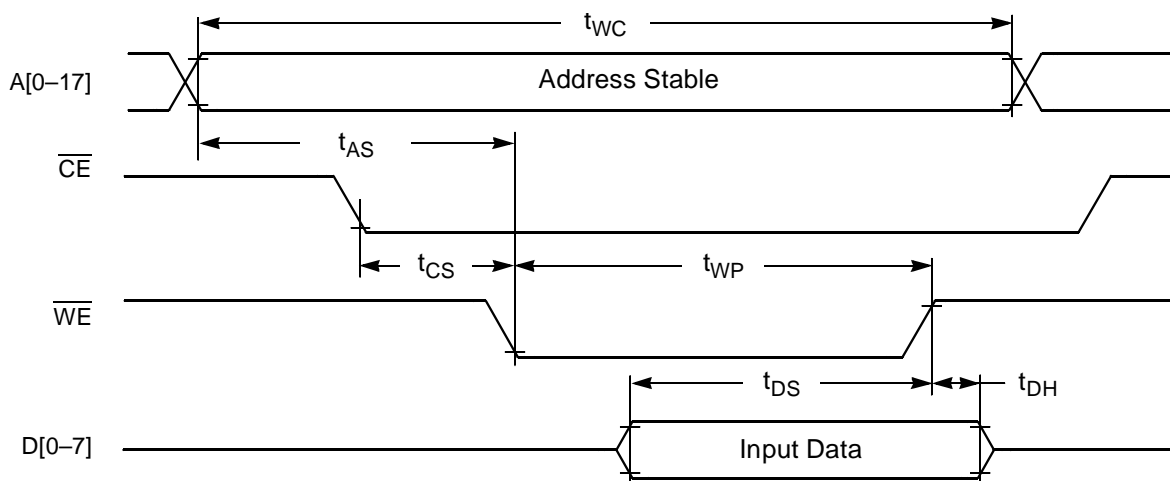 tWC
A[0–17]
Address Stable
tAS
CE
tCS
tWP
WE
tDS
tDH
D[0–7]
Input Data